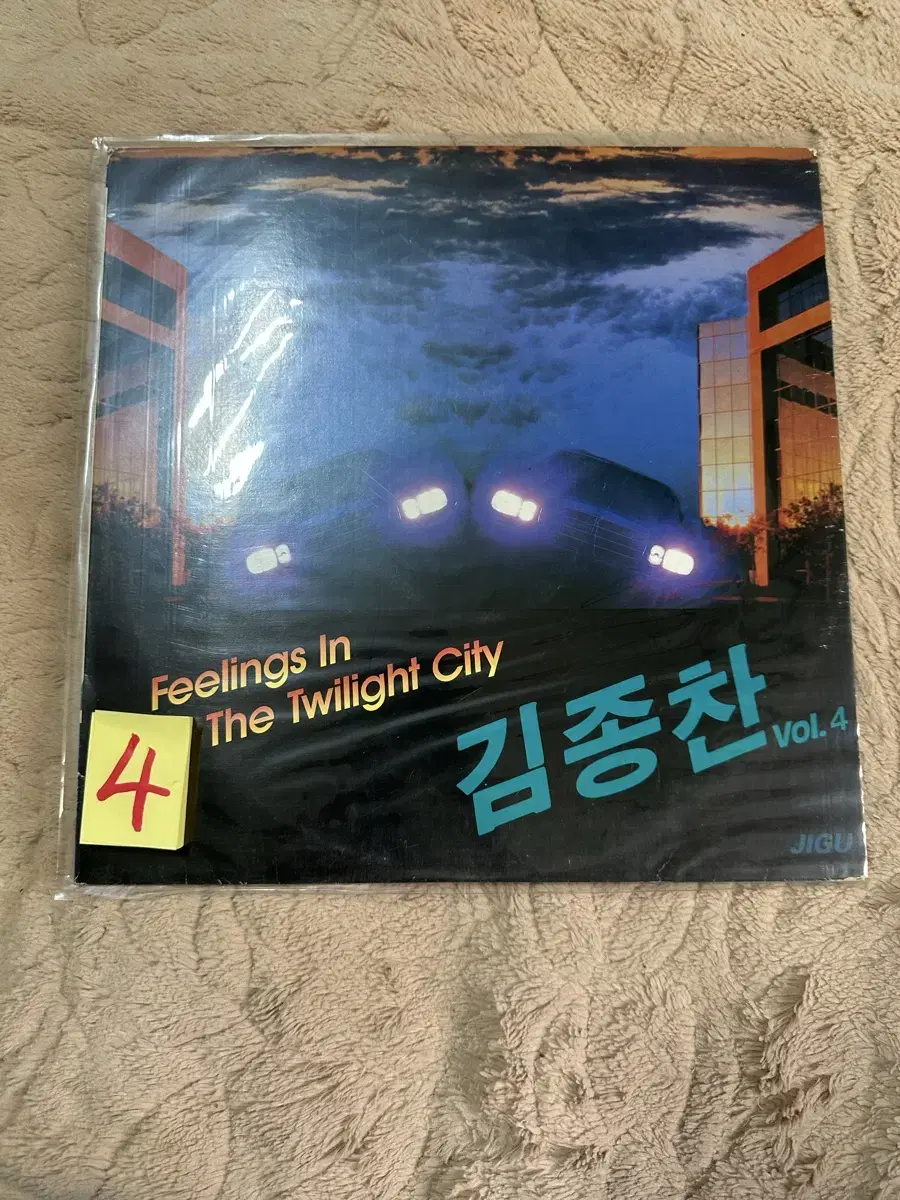 Feelings In
The Twilight City
4
김종찬 Vol. 4
JIGU